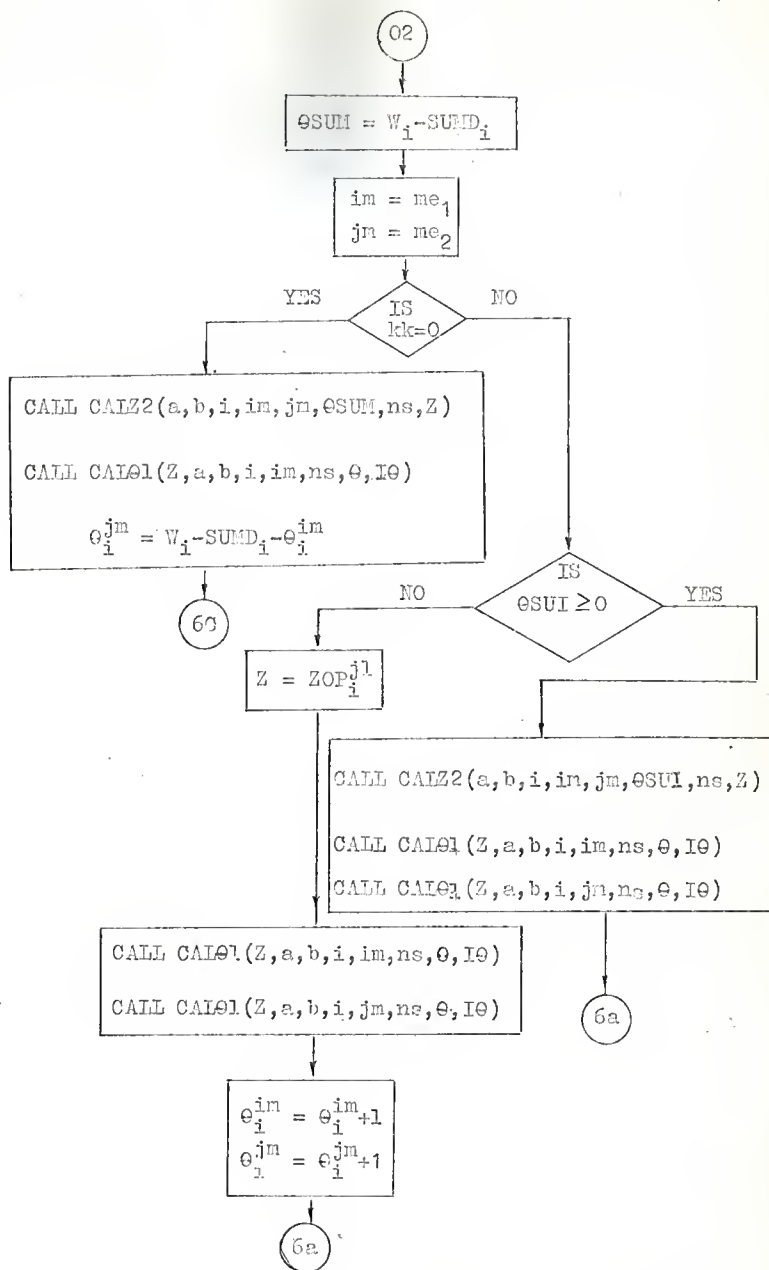 02
θSUM = W_i-SUMD_i
im = me_1
jm = me_2
YES
IS
kk=0
NO
CALL CALZ2(a,b,i,im,jm,θSUM,ns,Z)
CALL CALθ1(Z,a,b,i,im,ns,θ,Iθ)
θ_i^jm = W_i-SUMD_i-θ_i^im
NO
IS
θSUI ≥ 0
YES
Z = ZOP_i^j1
CALL CALZ2(a,b,i,im,jm,θSUI,ns,Z)
CALL CALθ1(Z,a,b,i,im,ns,θ,Iθ)
CALL CALθ1(Z,a,b,i,jm,ns,θ,Iθ)
CALL CALθ1(Z,a,b,i,im,ns,θ,Iθ)
CALL CALθ1(Z,a,b,i,jm,ns,θ,Iθ)
6a
θ_i^im = θ_i^im+1
θ_i^jm = θ_i^jm+1
6a